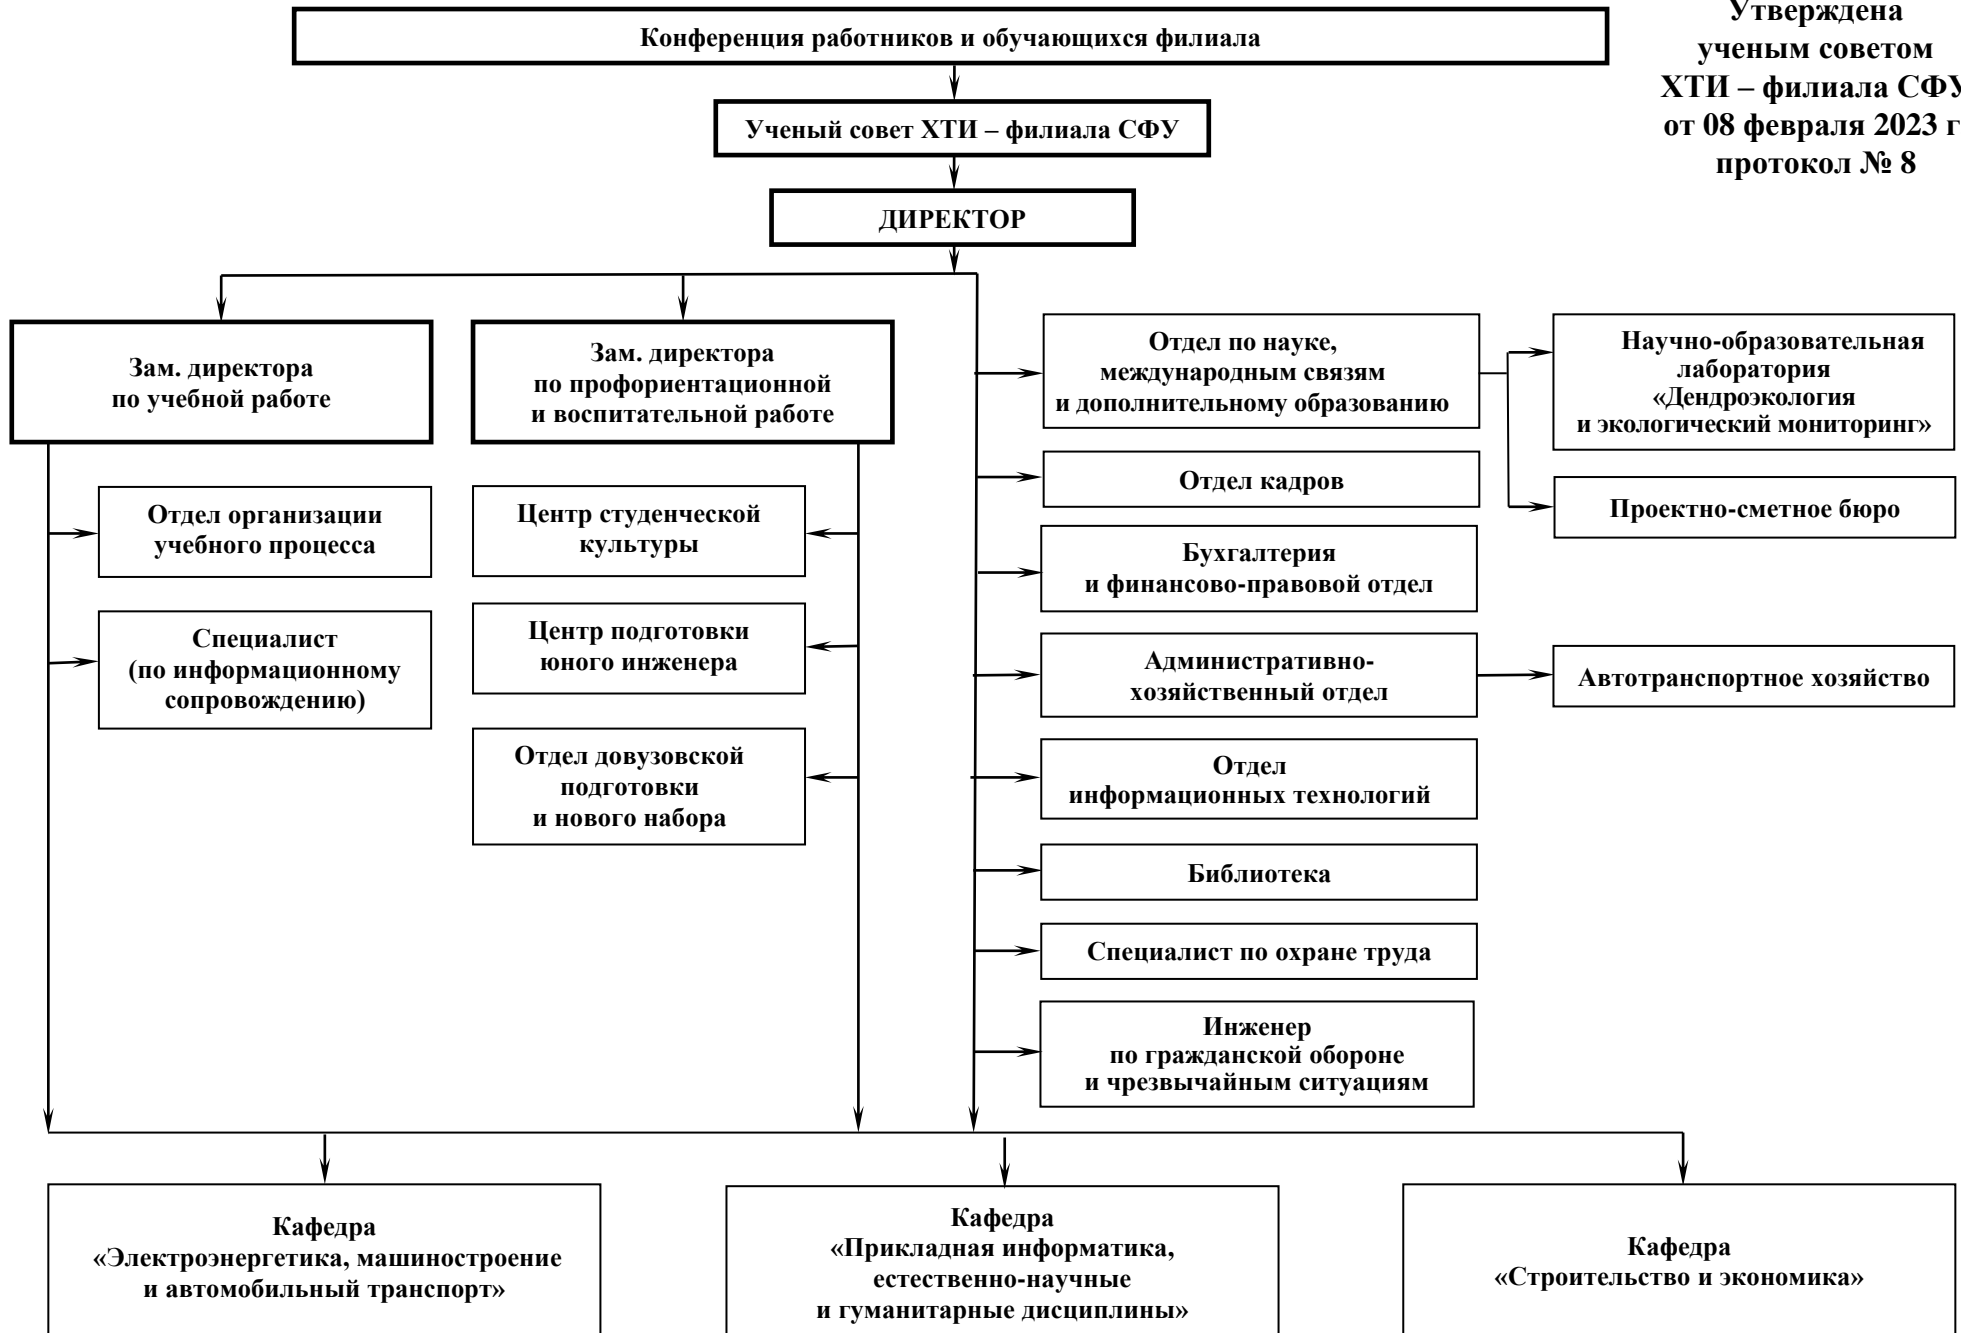 Конференция работников и обучающихся филиала
Утверждена
ученым советом
ХТИ – филиала СФУ
от 08 февраля 2023 г
протокол № 8
Ученый совет ХТИ – филиала СФУ
ДИРЕКТОР
Зам. директора
по учебной работе
Зам. директора
по профориентационной
и воспитательной работе
Отдел по науке,
международным связям
и дополнительному образованию
Научно-образовательная
лаборатория
«Дендроэкология
и экологический мониторинг»
Отдел кадров
Проектно-сметное бюро
Отдел организации
учебного процесса
Центр студенческой
культуры
Бухгалтерия
и финансово-правовой отдел
Специалист
(по информационному
сопровождению)
Центр подготовки
юного инженера
Административно-
хозяйственный отдел
Автотранспортное хозяйство
Отдел довузовской
подготовки
и нового набора
Отдел
информационных технологий
Библиотека
Специалист по охране труда
Инженер
по гражданской обороне
и чрезвычайным ситуациям
Кафедра
«Электроэнергетика, машиностроение
и автомобильный транспорт»
Кафедра
«Прикладная информатика,
естественно-научные
и гуманитарные дисциплины»
Кафедра
«Строительство и экономика»